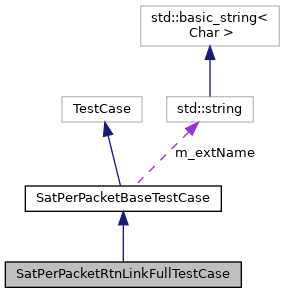 std::basic_string<
Char >
TestCase
std::string
m_extName
SatPerPacketBaseTestCase
SatPerPacketRtnLinkFullTestCase